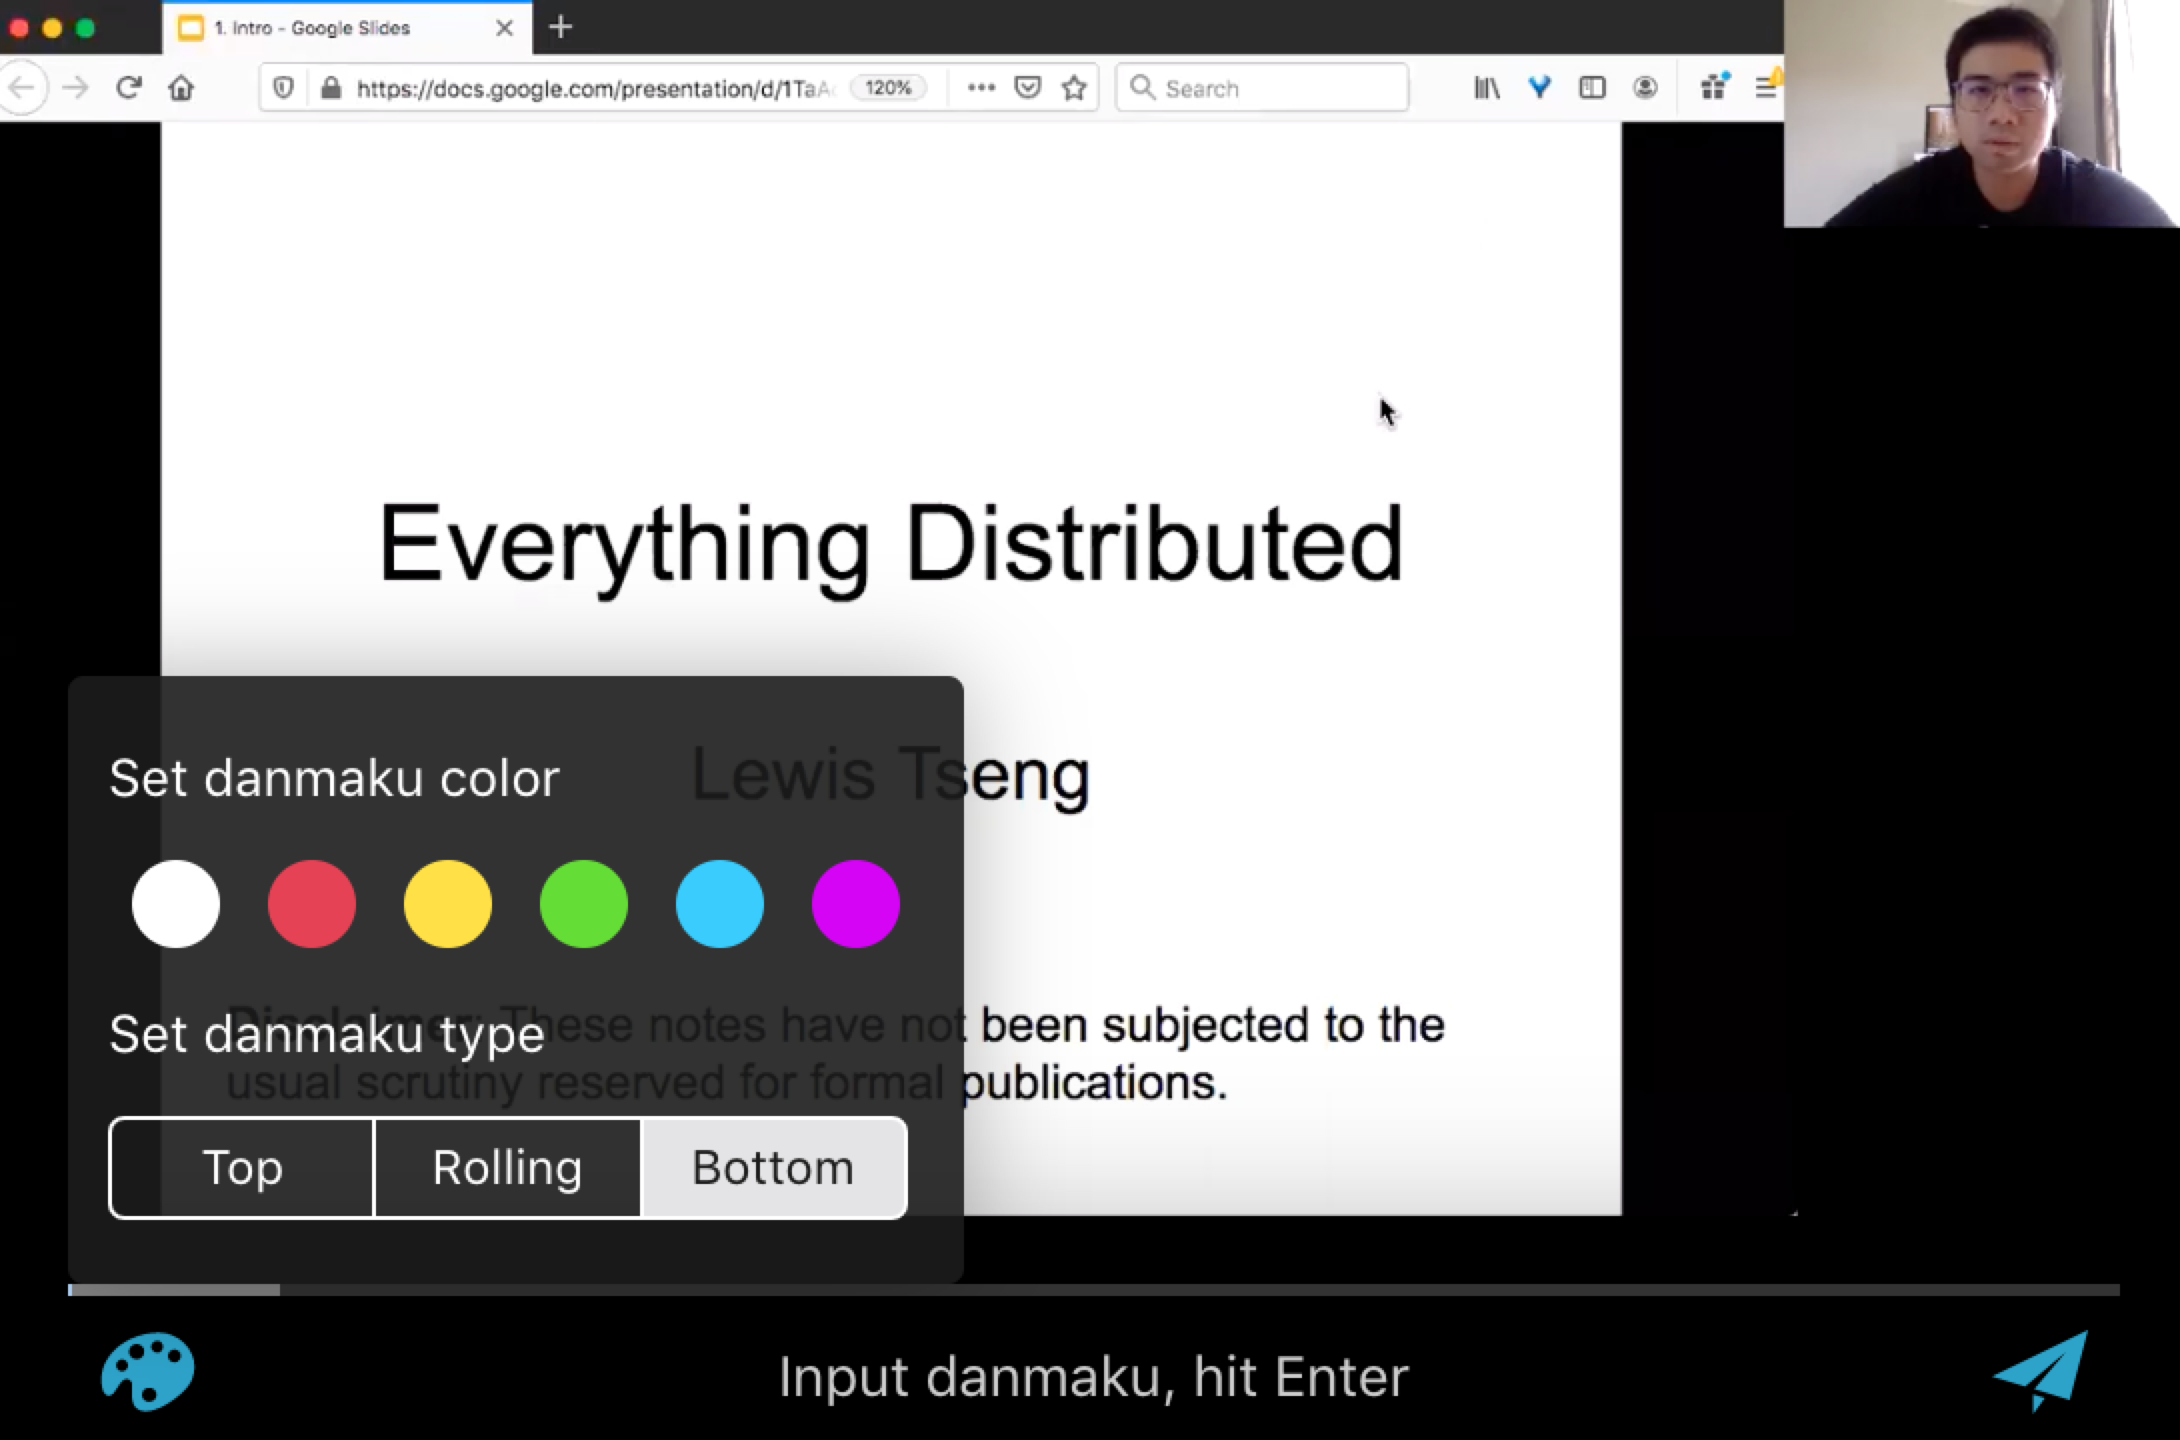 1. Intro - Google Slides
https://docs.google.com/presentation/d/1TaA
120%
Search
Everything Distributed
Lewis Tseng
Disclaimer: These notes have not been subjected to the
usual scrutiny reserved for formal publications.
Set danmaku color
Set danmaku type
Top
Rolling
Bottom
Input danmaku, hit Enter